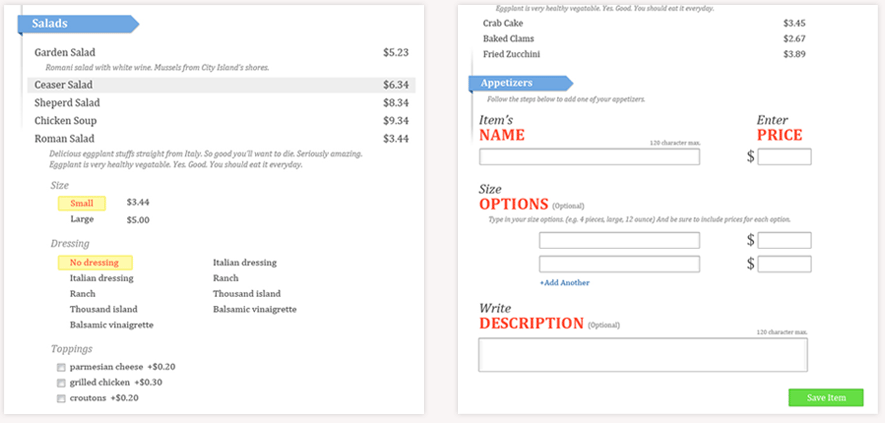 Salads
Garden Salad $5.23
Romani salad with white wine. Mussels from City Island's shores.
Ceaser Salad $6.34
Sheperd Salad $8.34
Chicken Soup $9.34
Roman Salad $3.44
Delicious eggplant stuffs straight from Italy. So good you'll want to die. Seriously amazing.
Eggplant is very healthy vegatable. Yes. Good. You should eat it everyday.
Size
Small $3.44
Large $5.00
Dressing
No dressing Italian dressing
Italian dressing Ranch
Ranch Thousand island
Thousand island Balsamic vinaigrette
Balsamic vinaigrette
Toppings
parmesian cheese +$0.20
grilled chicken +$0.30
croutons +$0.20
Eggplant is very healthy vegatable. Yes. Good. You should eat it everyday.
Crab Cake $3.45
Baked Clams $2.67
Fried Zucchini $3.89
Appetizers
Follow the steps below to add one of your appetizers.
Item's Enter
NAME PRICE
120 character max.
$
Size
OPTIONS (Optional)
Type in your size options. (e.g. 4 pieces, large, 12 ounce) And be sure to include prices for each option.
$
$
+Add Another
Write
DESCRIPTION (Optional)
120 character max.
Save Item